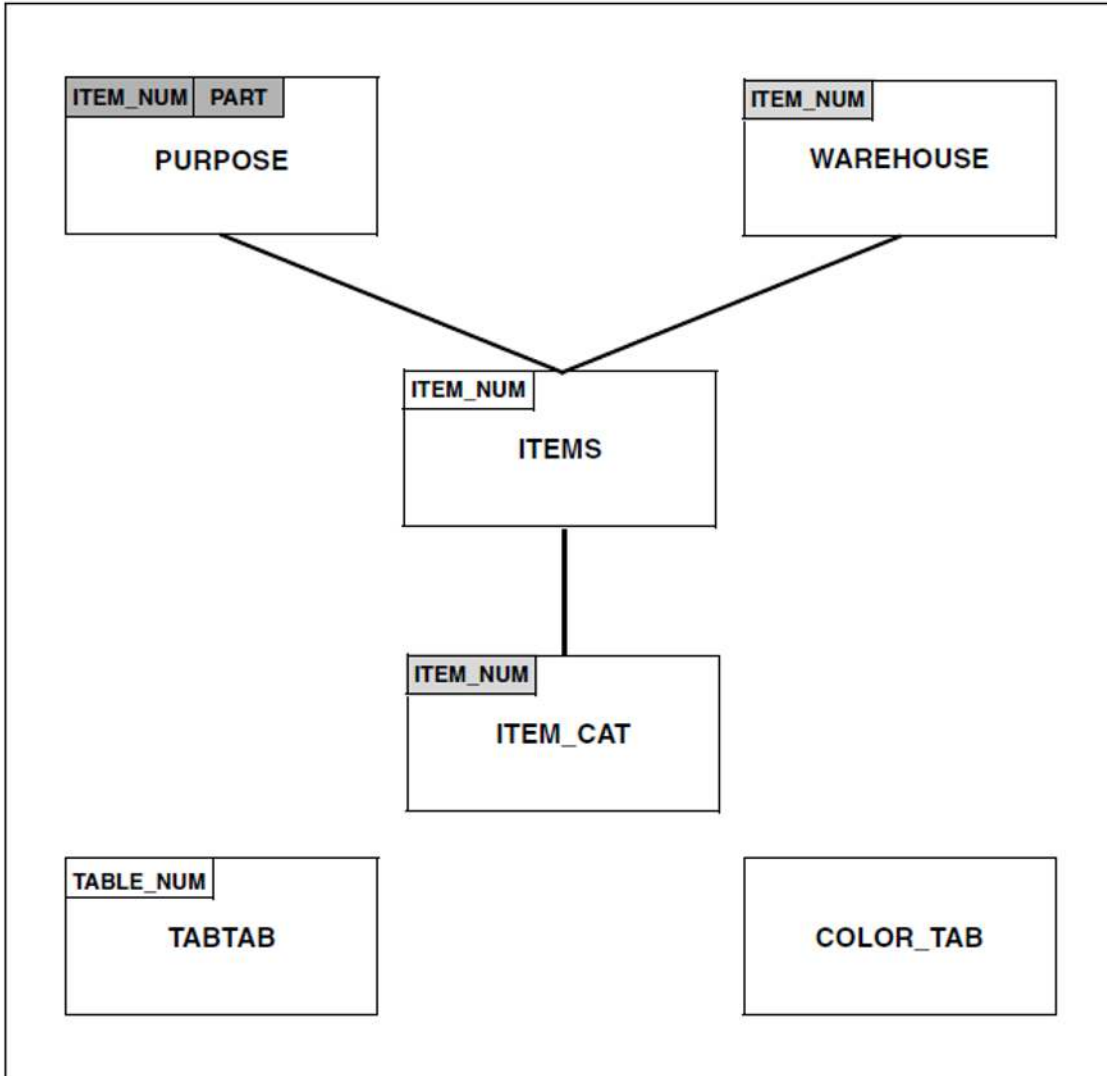 ITEM_NUM PART
PURPOSE
ITEM_NUM
WAREHOUSE
ITEM_NUM
ITEMS
ITEM_NUM
ITEM_CAT
TABLE_NUM
TABTAB
COLOR_TAB